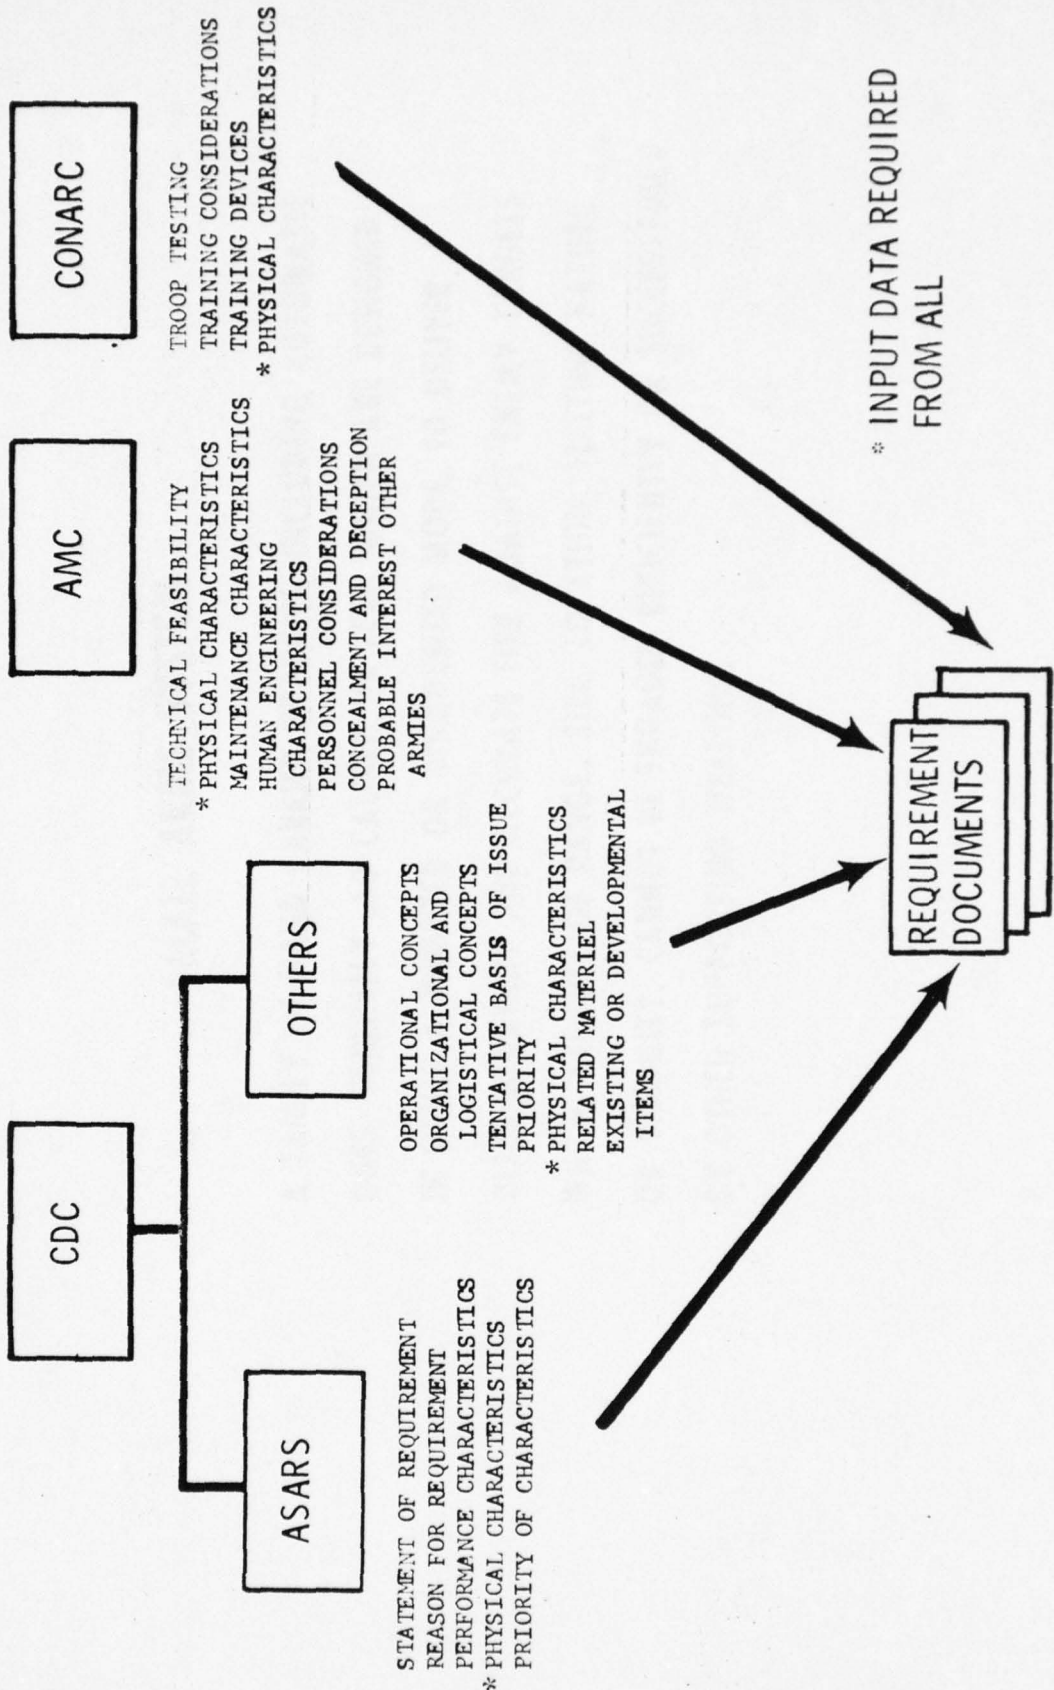 CDC
ASARS
OTHERS
AMC
CONARC
STATEMENT OF REQUIREMENT
REASON FOR REQUIREMENT
PERFORMANCE CHARACTERISTICS
* PHYSICAL CHARACTERISTICS
PRIORITY OF CHARACTERISTICS
OPERATIONAL CONCEPTS
ORGANIZATIONAL AND
LOGISTICAL CONCEPTS
TENTATIVE BASIS OF ISSUE
PRIORITY
* PHYSICAL CHARACTERISTICS
RELATED MATERIEL
EXISTING OR DEVELOPMENTAL
ITEMS
TECHNICAL FEASIBILITY
* PHYSICAL CHARACTERISTICS
MAINTENANCE CHARACTERISTICS
HUMAN ENGINEERING
CHARACTERISTICS
PERSONNEL CONSIDERATIONS
CONCEALMENT AND DECEPTION
PROBABLE INTEREST OTHER
ARMIES
TROOP TESTING
TRAINING CONSIDERATIONS
TRAINING DEVICES
* PHYSICAL CHARACTERISTICS
REQUIREMENT
DOCUMENTS
* INPUT DATA REQUIRED
FROM ALL